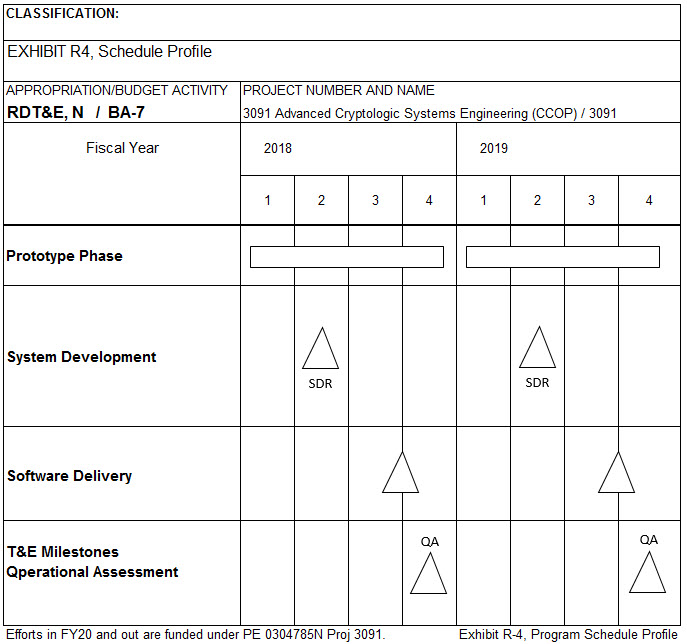 CLASSIFICATION:
EXHIBIT R4, Schedule Profile
APPROPRIATION/BUDGET ACTIVITY PROJECT NUMBER AND NAME
RDT&E, N / BA-7 3091 Advanced Cryptologic Systems Engineering (CCOP) / 3091
Fiscal Year 2018 2019
1 2 3 4 1 2 3 4
Prototype Phase
System Development
SDR SDR
Software Delivery
QA QA
T&E Milestones
Qperational Assessment
Efforts in FY20 and out are funded under PE 0304785N Proj 3091. Exhibit R-4, Program Schedule Profile